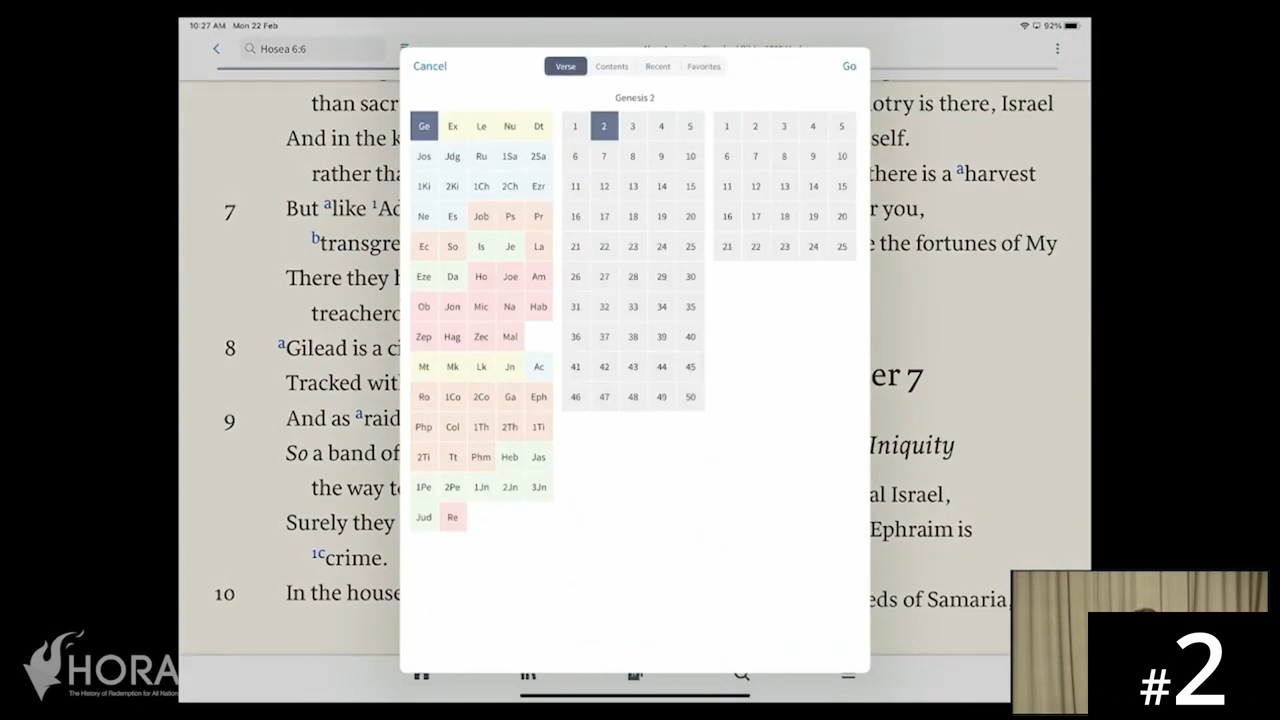 10:27 AM Mon 22 Feb
92%
Hosea 6:6
Cancel
Verse Contents Recent Favorites
Go
Genesis 2
Ge Ex Le Nu Dt
Jos Jdg Ru 1Sa 2Sa
1Ki 2Ki 1Ch 2Ch Ezr
Ne Es Job Ps Pr
Ec So Is Je La
Eze Da Ho Joe Am
Ob Jon Mic Na Hab
Zep Hag Zec Mal
Mt Mk Lk Jn Ac
Ro 1Co 2Co Ga Eph
Php Col 1Th 2Th 1Ti
2Ti Tt Phm Heb Jas
1Pe 2Pe 1Jn 2Jn 3Jn
Jud Re
1 2 3 4 5
6 7 8 9 10
11 12 13 14 15
16 17 18 19 20
21 22 23 24 25
26 27 28 29 30
31 32 33 34 35
36 37 38 39 40
41 42 43 44 45
46 47 48 49 50
1 2 3 4 5
6 7 8 9 10
11 12 13 14 15
16 17 18 19 20
21 22 23 24 25
than sacr
And in the k
rather tha
7 But alike 1Ad
btransgre
There they h
treachero
8 aGilead is a ci
Tracked wit
9 And as araid
So a band of
the way to
Surely they
1ccrime.
10 In the house
otry is there, Israel
self.
there is a aharvest
r you,
e the fortunes of My
er 7
Iniquity
al Israel,
Ephraim is
eds of Samaria,
HORA
The History of Redemption for All Nation
#2